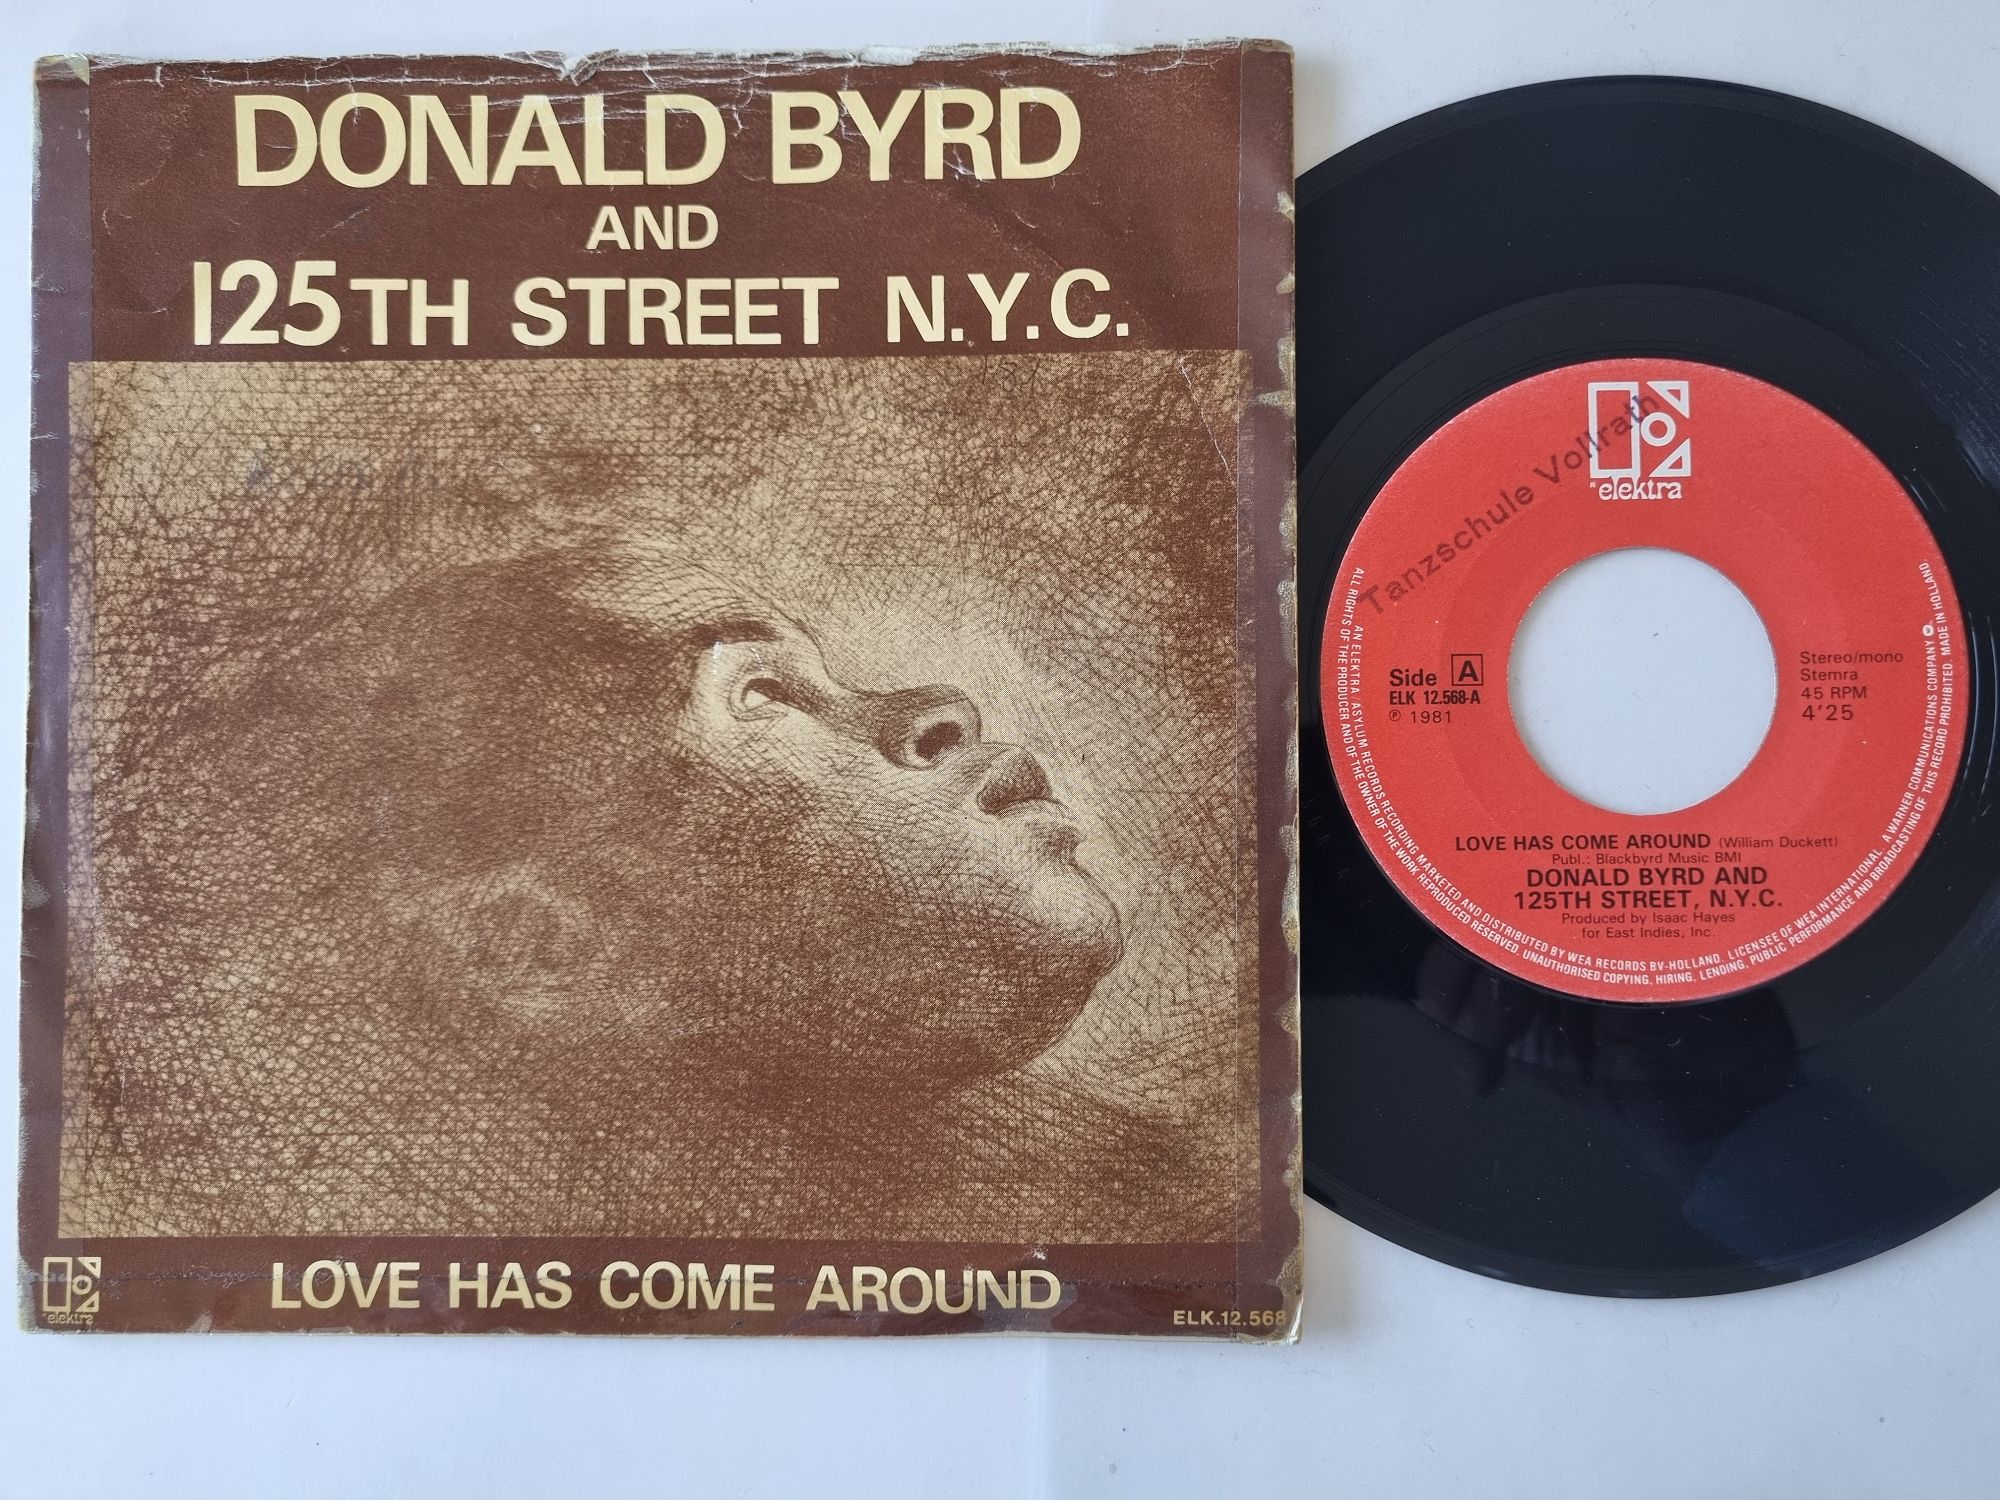 DONALD BYRD
AND
125TH STREET N.Y.C.
elektra
LOVE HAS COME AROUND
ELK.12.568
elektra
Tanzschule Vollrath
Side A
ELK 12.568-A
℗ 1981
Stereo/mono
Stemra
45 RPM
4'25
LOVE HAS COME AROUND (William Duckett)
Publ.: Blackbyrd Music BMI
DONALD BYRD AND
125TH STREET, N.Y.C.
Produced by Isaac Hayes
for East Indies, Inc.
AN ELEKTRA / ASYLUM RECORDS RECORDING MARKETED AND DISTRIBUTED BY WEA RECORDS BV-HOLLAND. LICENSEE OF WEA INTERNATIONAL. A WARNER COMMUNICATIONS COMPANY
ALL RIGHTS OF THE PRODUCER AND OF THE OWNER OF THE WORK REPRODUCED RESERVED. UNAUTHORISED COPYING, HIRING, LENDING, PUBLIC PERFORMANCE AND BROADCASTING OF THIS RECORD PROHIBITED. MADE IN HOLLAND